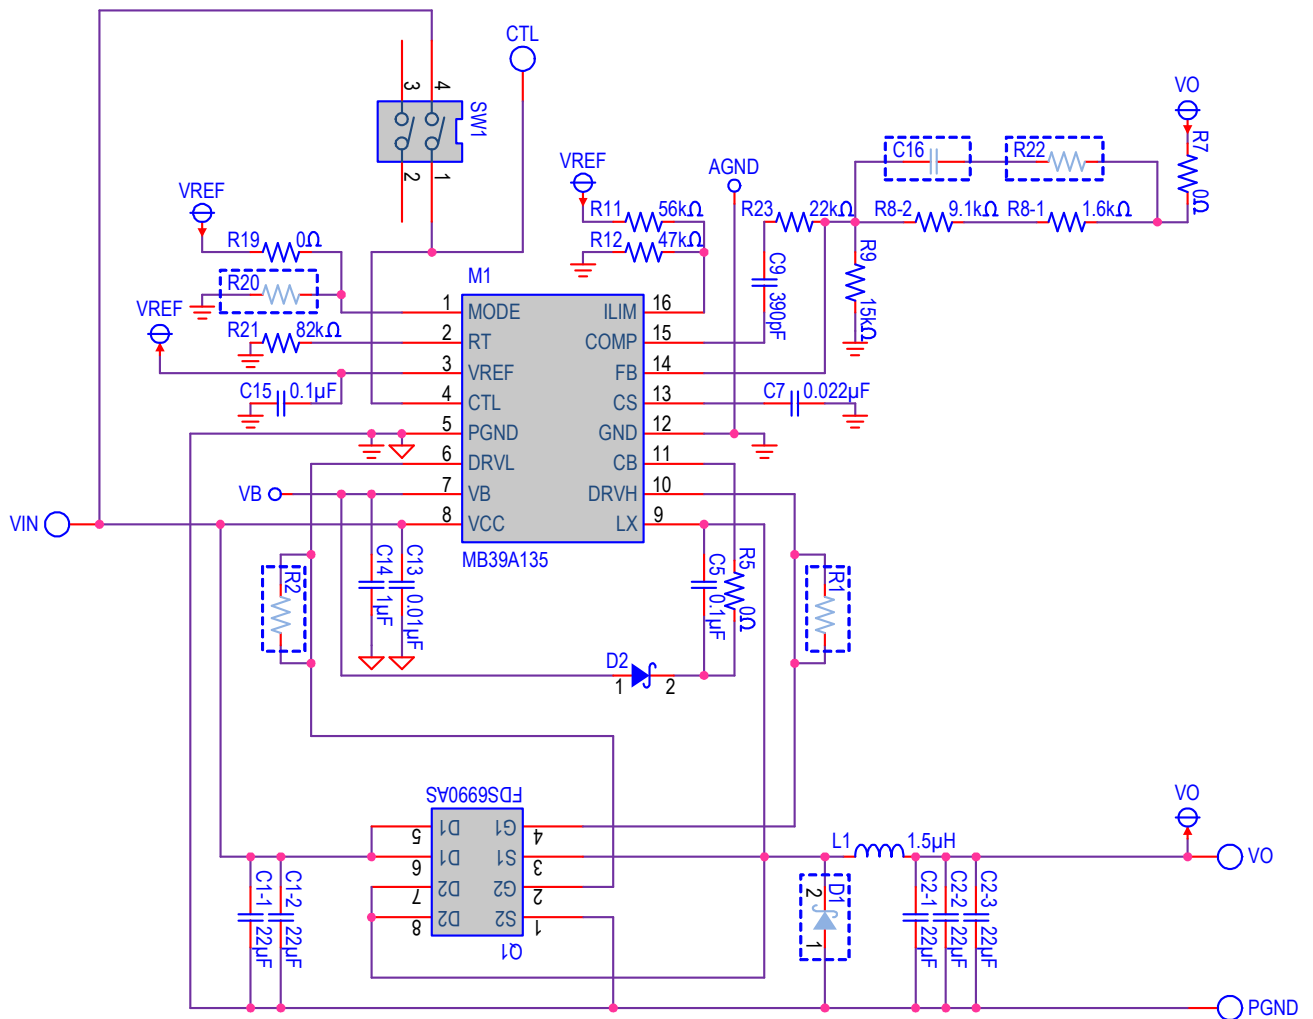 CTL
3 4
SW1
2 1
VREF
R19 0Ω
R20
VREF
R21 82kΩ
C15 0.1µF
VREF
R11 56kΩ
R12 47kΩ
AGND
R23 22kΩ
C9 390pF
C16
R22
R8-2 9.1kΩ
R8-1 1.6kΩ
R9 15kΩ
VO
R7 0Ω
C7 0.022µF
M1
1 MODE
2 RT
3 VREF
4 CTL
5 PGND
6 DRVL
7 VB
8 VCC
ILIM 16
COMP 15
FB 14
CS 13
GND 12
CB 11
DRVH 10
LX 9
MB39A135
VB
VIN
R2
C14 1µF
C13 0.01µF
C5 0.1µF
R5 0Ω
R1
D2
1 2
FDS6990AS
5 D1
6 D1
7 D2
8 D2
G1 4
S1 3
G2 2
S2 1
Q1
C1-1 22µF
C1-2 22µF
D1
2
1
L1 1.5µH
C2-1 22µF
C2-2 22µF
C2-3 22µF
VO
VO
PGND